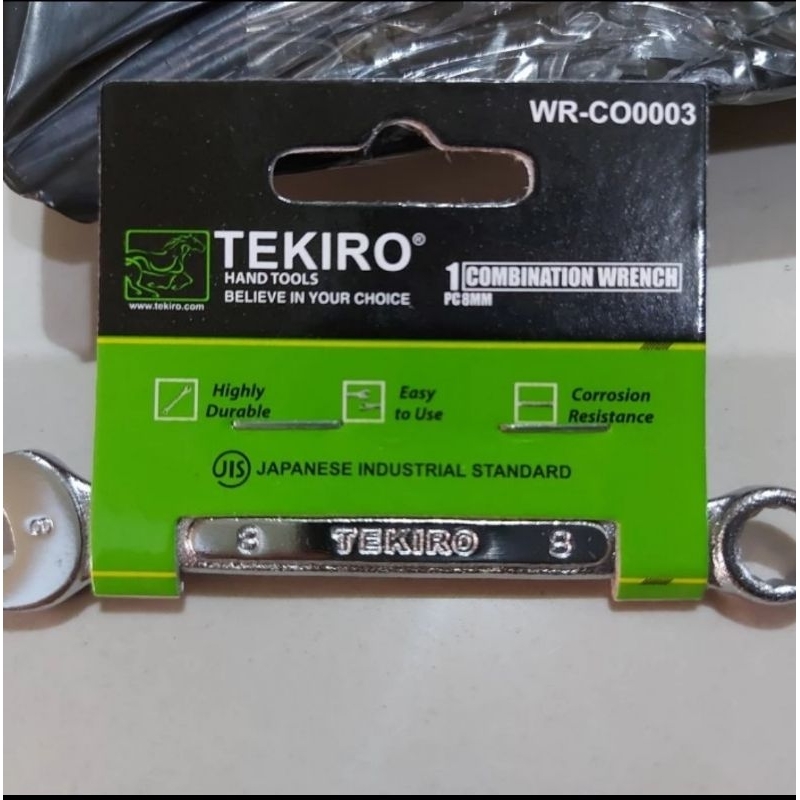 WR-CO0003
TEKIRO®
HAND TOOLS
BELIEVE IN YOUR CHOICE
www.tekiro.com
1 COMBINATION WRENCH
PC 8MM
Highly
Durable
Easy
to Use
Corrosion
Resistance
JIS JAPANESE INDUSTRIAL STANDARD
8 TEKIRO 8
8